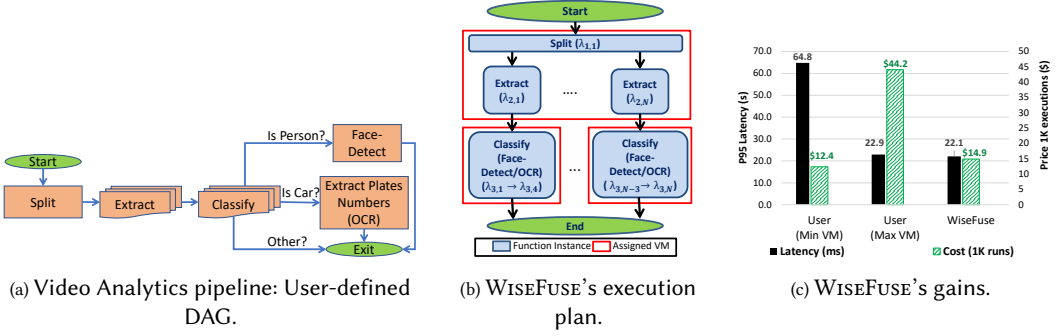 Start
Split
Extract
Classify
Is Person?
Face-
Detect
Is Car?
Extract Plates
Numbers
(OCR)
Other?
Exit
(a) Video Analytics pipeline: User-defined
DAG.
Start
Split (λ1,1)
Extract
(λ2,1)
....
Extract
(λ2,N)
Classify
(Face-
Detect/OCR)
(λ3,1 → λ3,4)
...
Classify
(Face-
Detect/OCR)
( λ3,N−3 → λ3,N)
End
Function Instance
Assigned VM
(b) WISEFUSE's execution
plan.
P95 Latency (s)
70.0
60.0
50.0
40.0
30.0
20.0
10.0
0.0
64.8
$12.4
22.9
$44.2
22.1
$14.9
50
45
40
35
30
25
20
15
10
5
0
Price 1K executions ($)
User
(Min VM)
User
(Max VM)
WiseFuse
Latency (ms)
Cost (1K runs)
(c) WISEFUSE's gains.